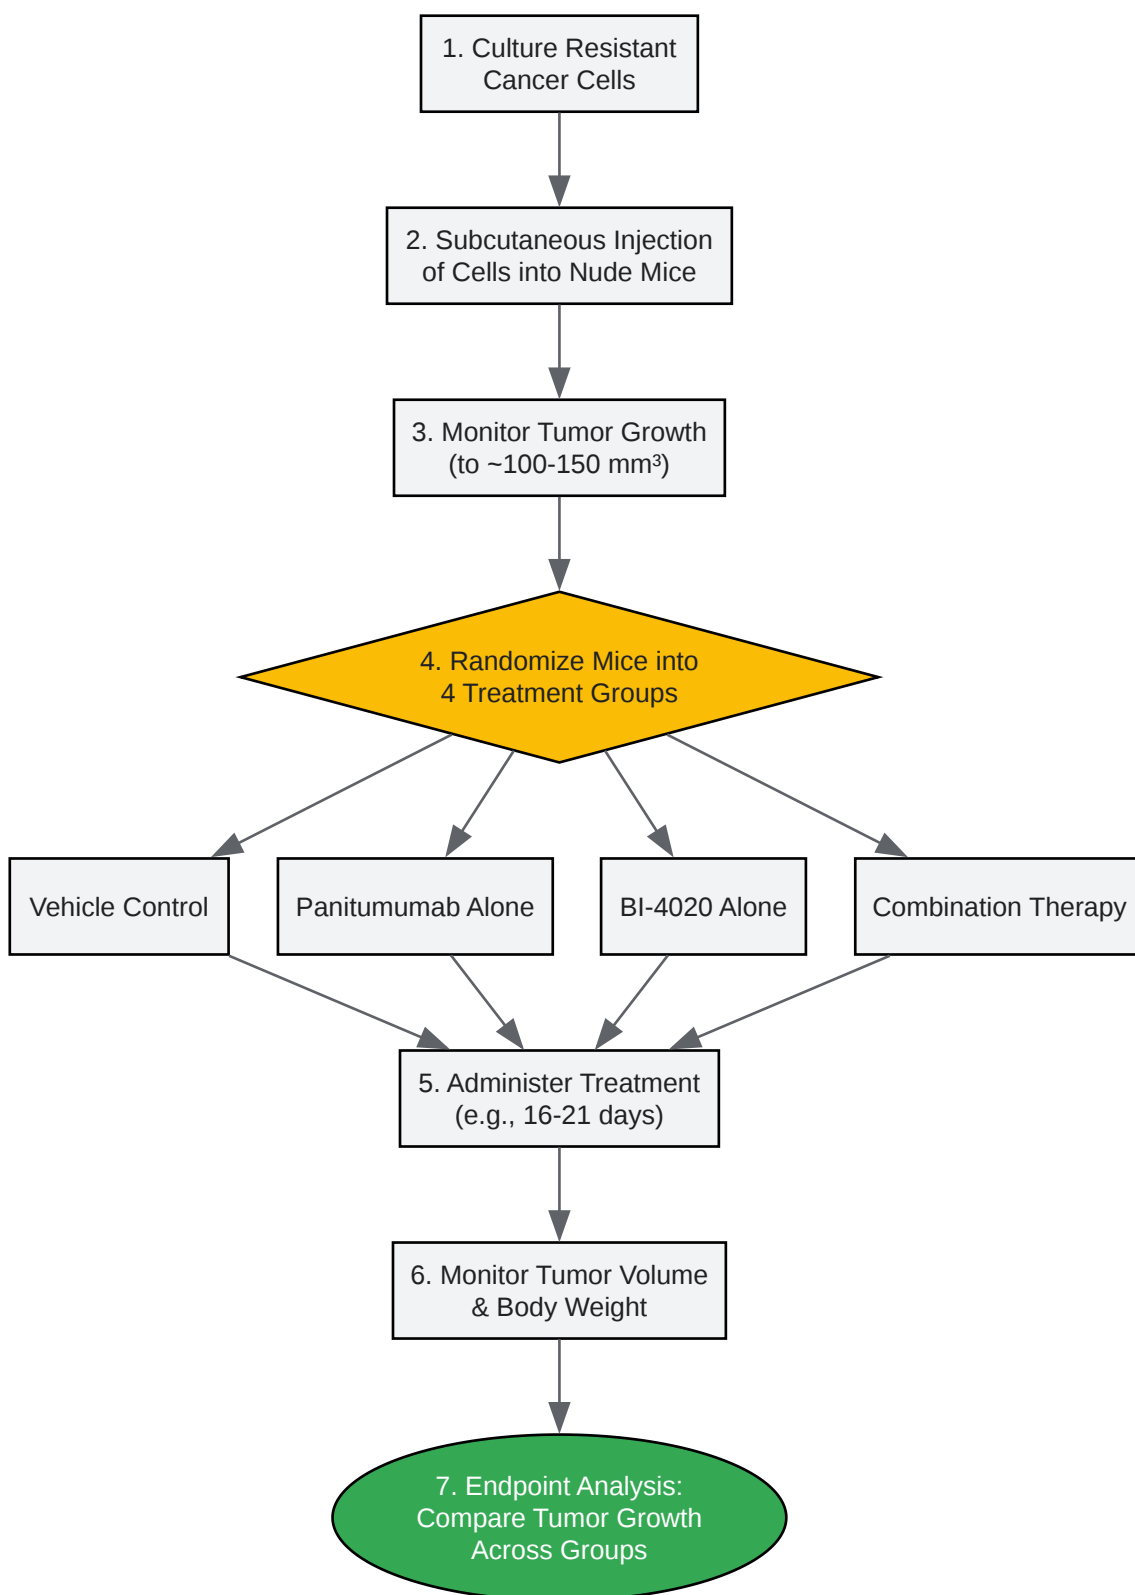 1. Culture Resistant
Cancer Cells
2. Subcutaneous Injection
of Cells into Nude Mice
3. Monitor Tumor Growth
(to ~100-150 mm³)
4. Randomize Mice into
4 Treatment Groups
Vehicle Control
Panitumumab Alone
BI-4020 Alone
Combination Therapy
5. Administer Treatment
(e.g., 16-21 days)
6. Monitor Tumor Volume
& Body Weight
7. Endpoint Analysis:
Compare Tumor Growth
Across Groups